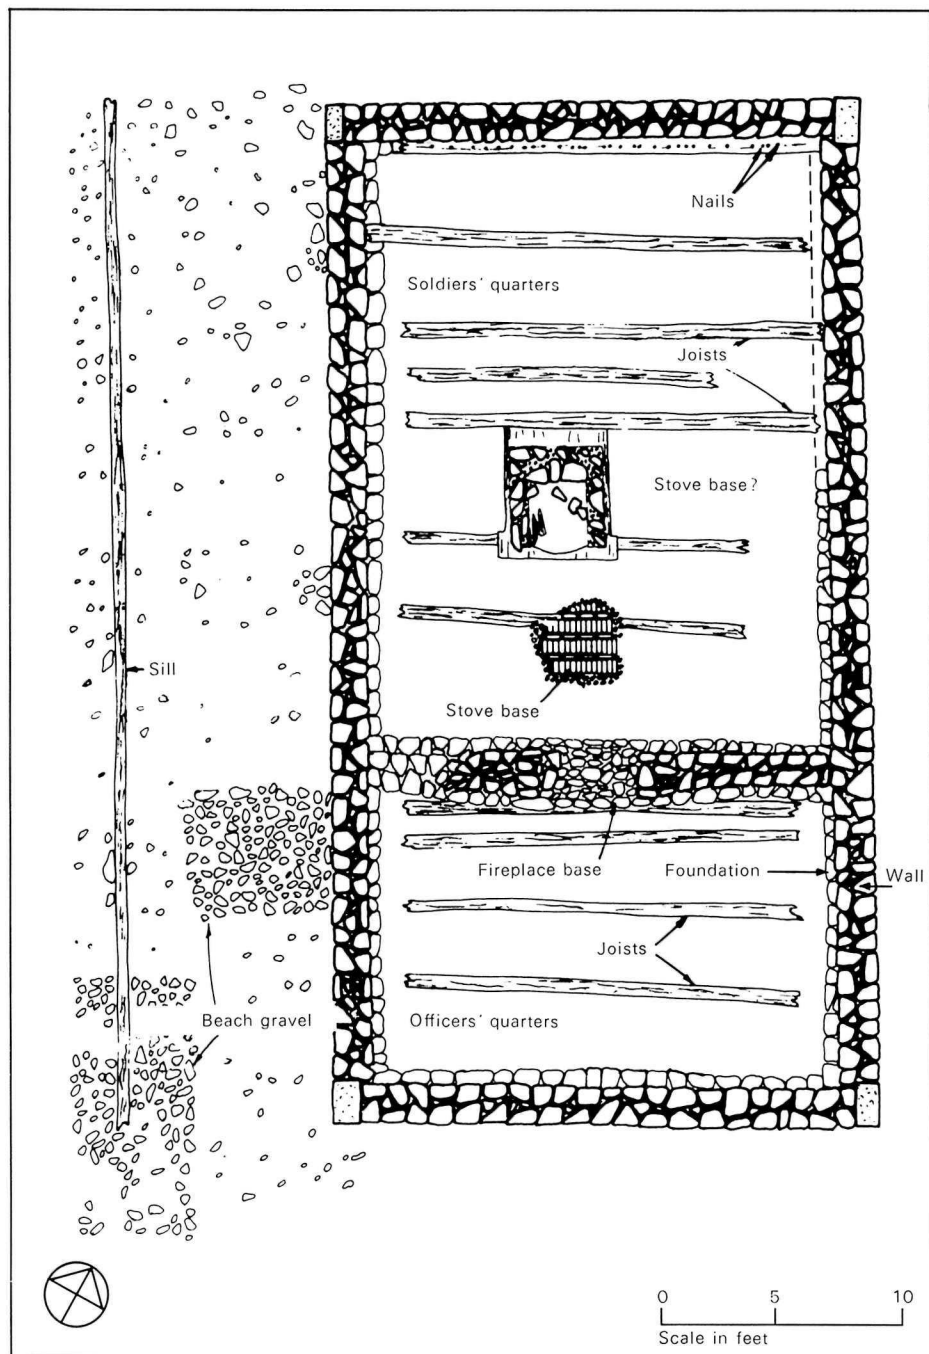 Nails
Soldiers' quarters
Joists
Stove base?
Sill
Stove base
Fireplace base
Foundation
Wall
Joists
Beach gravel
Officers' quarters
0 5 10
Scale in feet